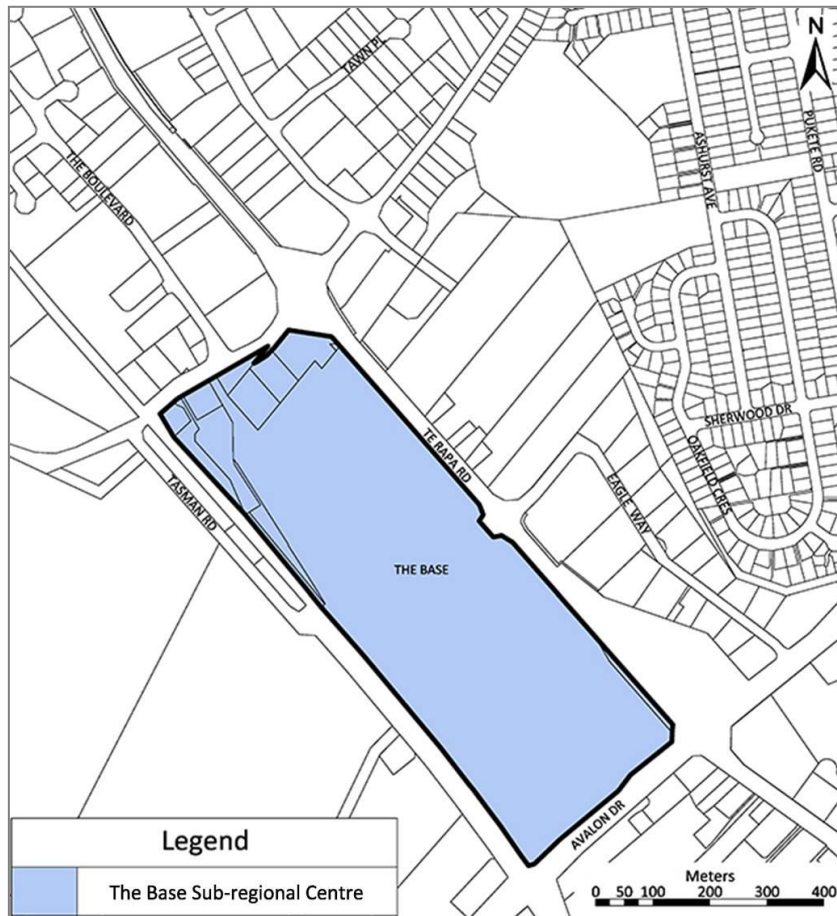 N
TAWN PL
THE BOULEVARD
ASHURST AVE
PUKETE RD
SHERWOOD DR
OAKFIELD CRES
TE RAPA RD
EAGLE WAY
TASMAN RD
THE BASE
AVALON DR
Legend
The Base Sub-regional Centre
Meters
0 50 100 200 300 400